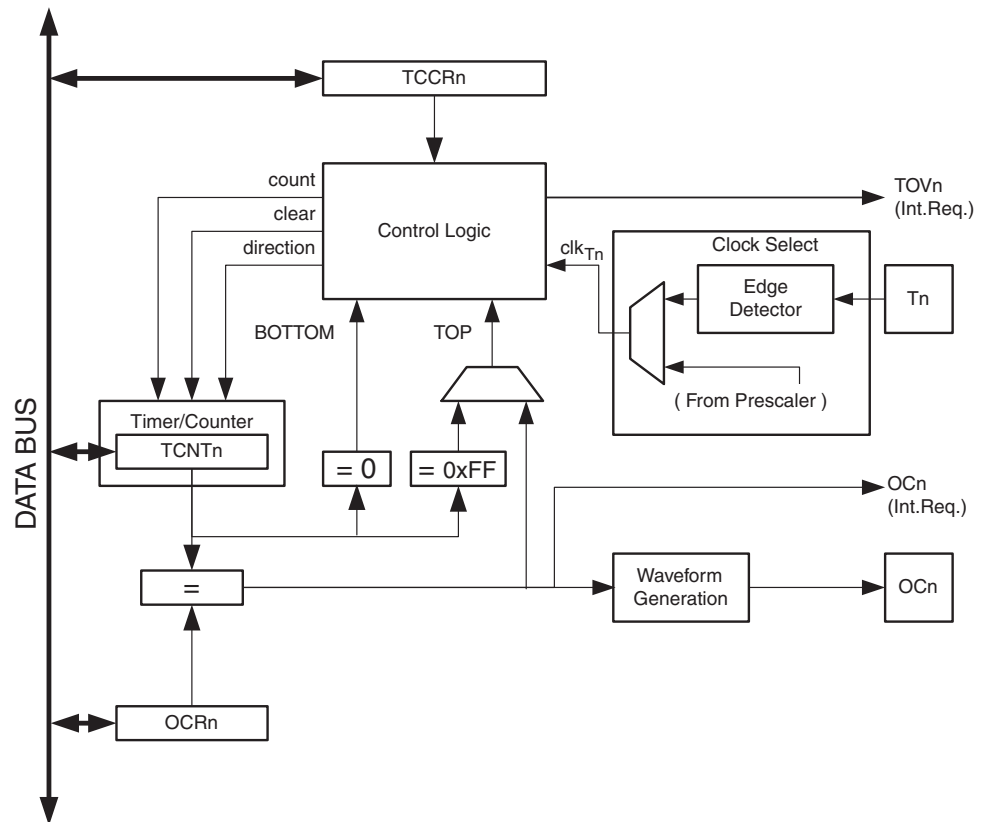 TCCRn
count
clear
direction
Control Logic
TOVn
(Int.Req.)
clkTn
Clock Select
Edge
Detector
Tn
( From Prescaler )
BOTTOM
TOP
Timer/Counter
TCNTn
= 0
= 0xFF
DATA BUS
OCn
(Int.Req.)
=
Waveform
Generation
OCn
OCRn